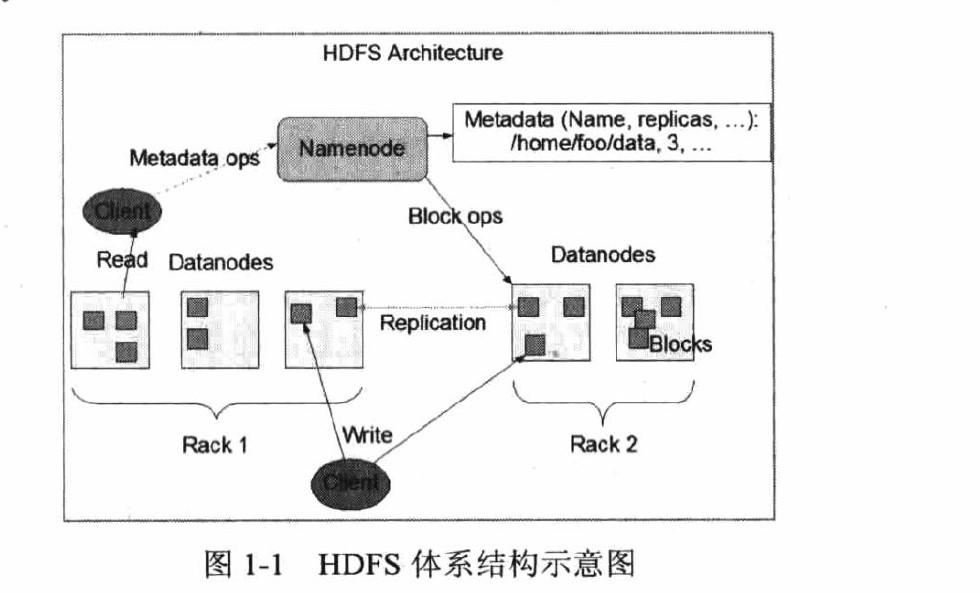 HDFS Architecture
Metadata (Name, replicas, ...):
/home/foo/data, 3, ...
Namenode
Metadata ops
Client
Block ops
Read
Datanodes
Datanodes
Replication
Blocks
Rack 1
Write
Rack 2
Client
图 1-1 HDFS 体系结构示意图